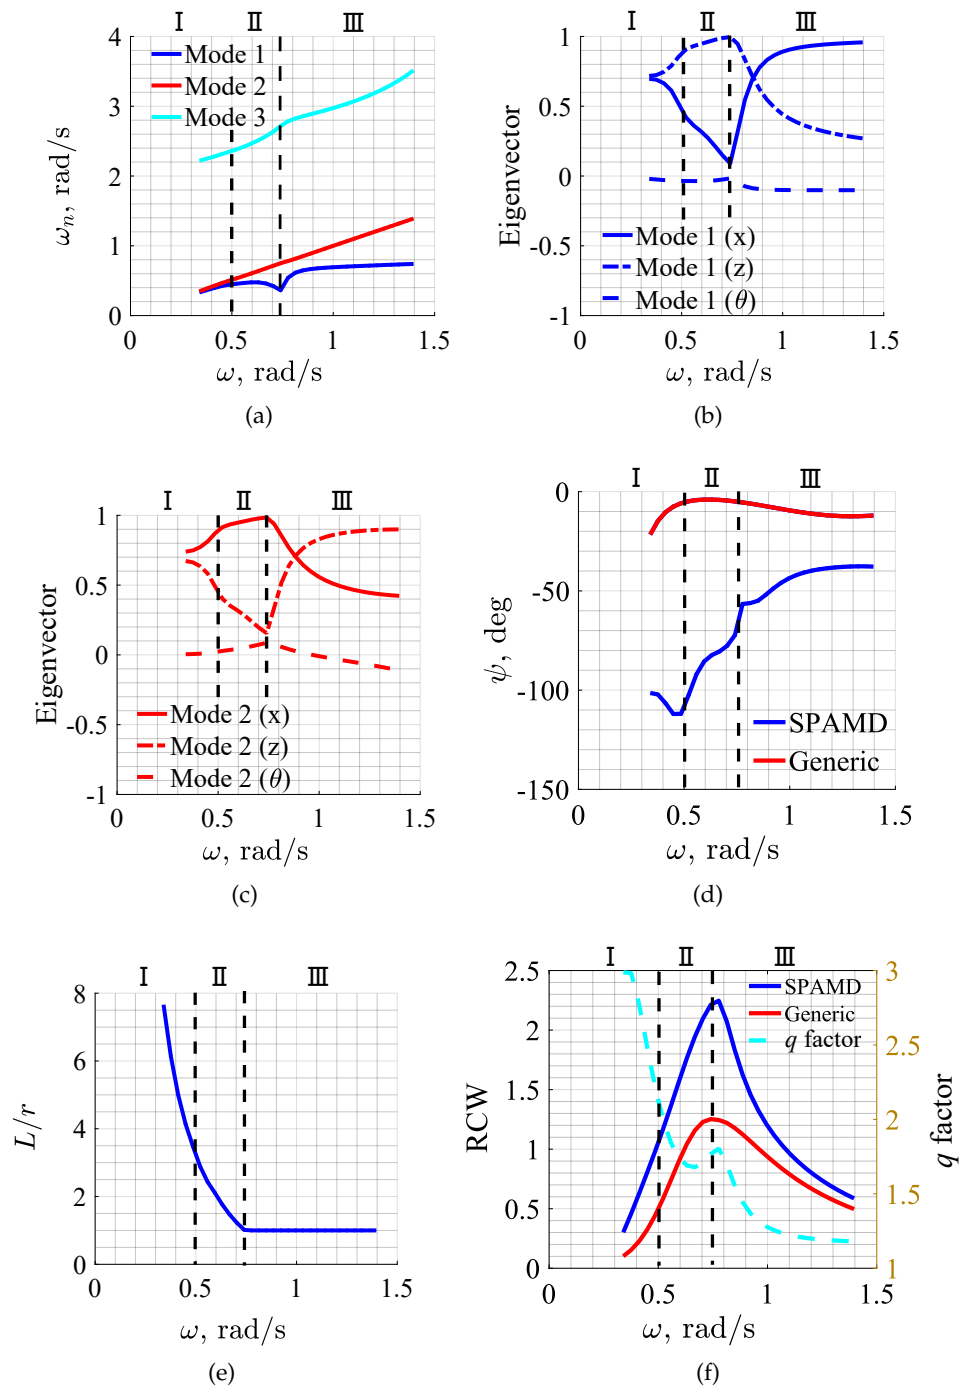 I II III
4
3
2
1
0
0 0.5 1 1.5
ωn, rad/s
ω, rad/s
Mode 1
Mode 2
Mode 3
(a)
I II III
1
0.5
0
-0.5
-1
0 0.5 1 1.5
Eigenvector
ω, rad/s
Mode 1 (x)
Mode 1 (z)
Mode 1 (θ)
(b)
I II III
1
0.5
0
-0.5
-1
0 0.5 1 1.5
Eigenvector
ω, rad/s
Mode 2 (x)
Mode 2 (z)
Mode 2 (θ)
(c)
I II III
0
-50
-100
-150
0 0.5 1 1.5
ψ, deg
ω, rad/s
SPAMD
Generic
(d)
I II III
8
6
4
2
0
0 0.5 1 1.5
L/r
ω, rad/s
(e)
I II III
2.5
2
1.5
1
0.5
0
0 0.5 1 1.5
3
2.5
2
1.5
1
RCW
q factor
ω, rad/s
SPAMD
Generic
q factor
(f)